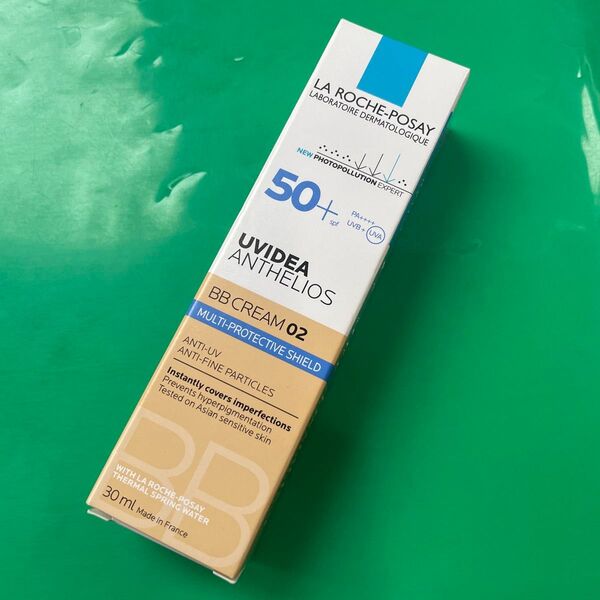 LA ROCHE-POSAY
LABORATOIRE DERMATOLOGIQUE
NEW PHOTOPOLLUTION EXPERT
50+
spf
PA++++
UVB + UVA
UVIDEA
ANTHELIOS
BB CREAM 02
MULTI-PROTECTIVE SHIELD
ANTI-UV
ANTI-FINE PARTICLES
Instantly covers imperfections
Prevents hyperpigmentation
Tested on Asian sensitive skin
BB
WITH LA ROCHE-POSAY
THERMAL SPRING WATER
30 ml Made in France